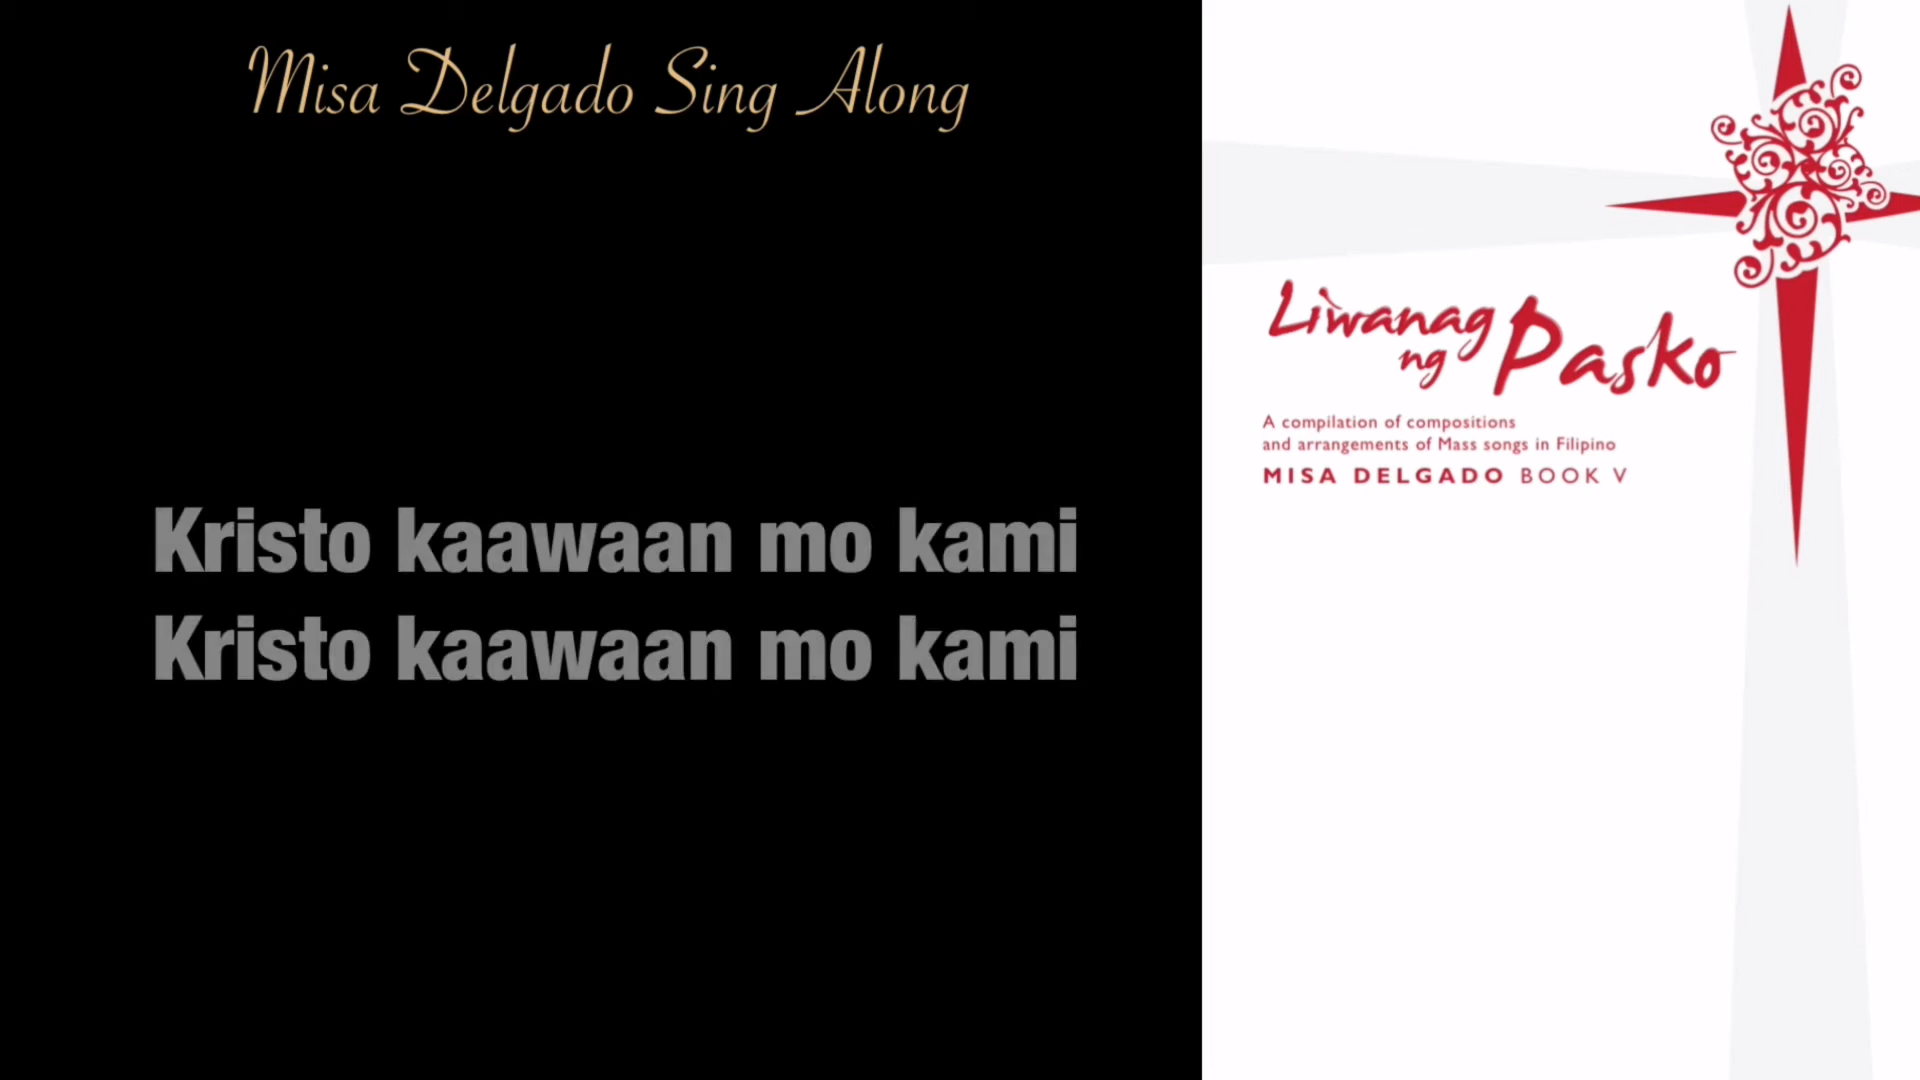 Misa Delgado Sing Along
Kristo kaawaan mo kami
Kristo kaawaan mo kami
Liwanag
ng Pasko
A compilation of compositions
and arrangements of Mass songs in Filipino
MISA DELGADO BOOK V